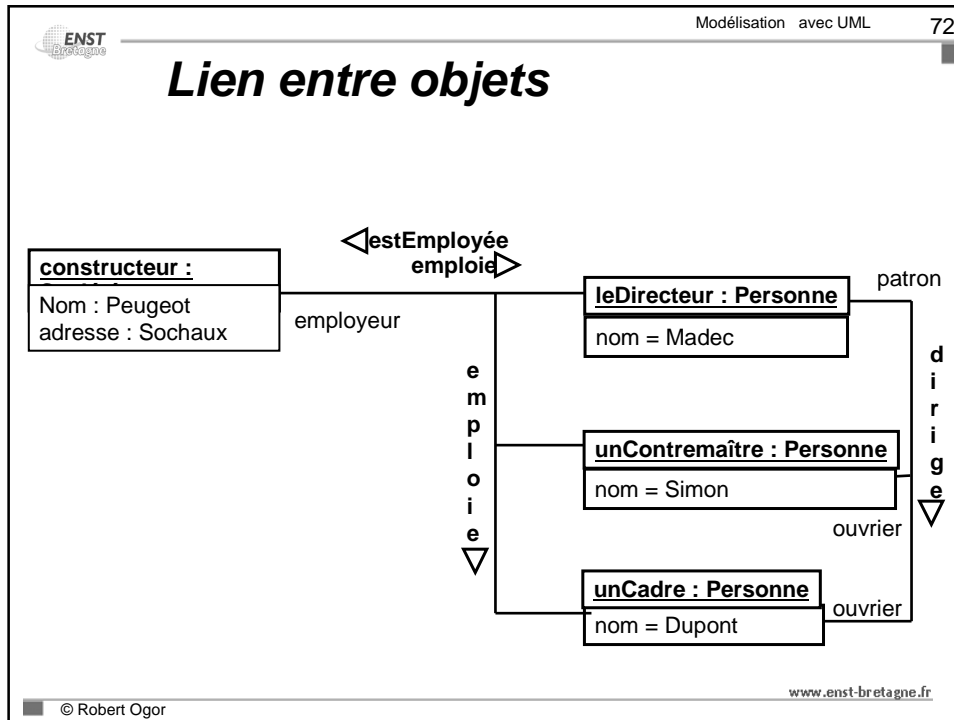 ENST
Bretagne
Modélisation avec UML
72
Lien entre objets
estEmployée
emploie
constructeur :
Nom : Peugeot
adresse : Sochaux
employeur
emploie
leDirecteur : Personne
nom = Madec
patron
dirige
unContremaître : Personne
nom = Simon
ouvrier
unCadre : Personne
nom = Dupont
ouvrier
www.enst-bretagne.fr
© Robert Ogor